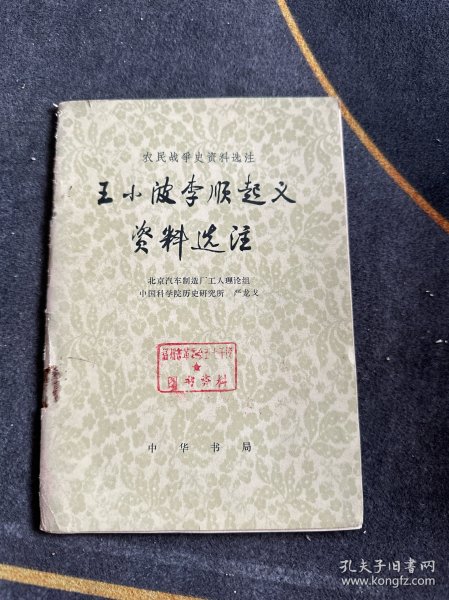 农民战争史资料选注
王小波李顺起义
资料选注
北京汽车制造厂工人理论组
中国科学院历史研究所 严龙义
图书资料
中华书局
孔夫子旧书网
www.kongfz.com